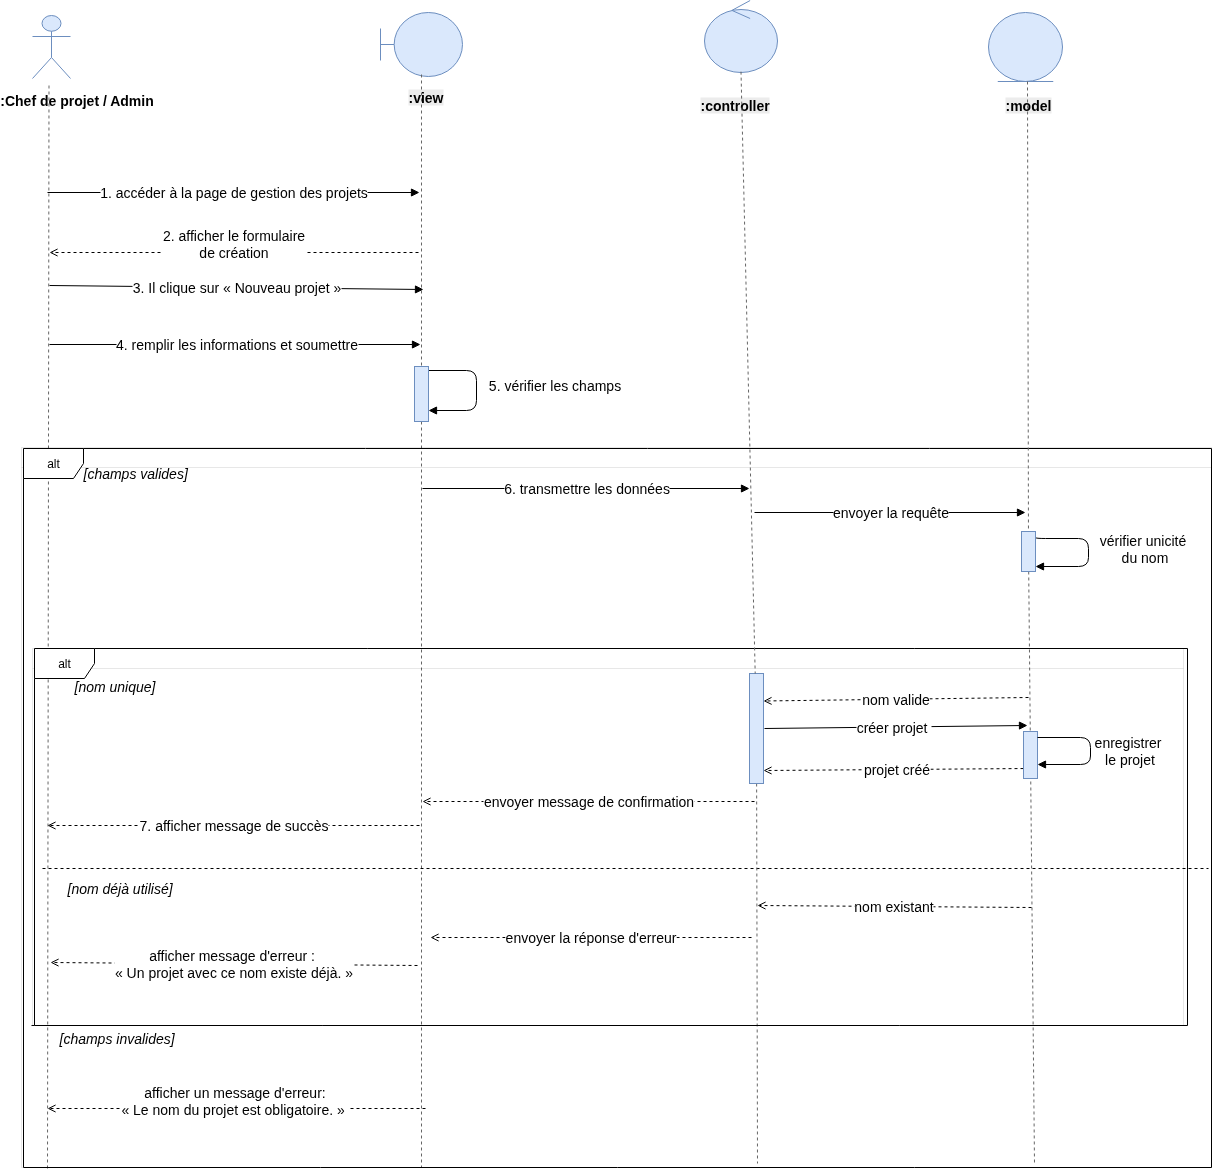 :Chef de projet / Admin
:view
:controller
:model
1. accéder à la page de gestion des projets
2. afficher le formulaire
de création
3. Il clique sur « Nouveau projet »
4. remplir les informations et soumettre
5. vérifier les champs
alt
[champs valides]
6. transmettre les données
envoyer la requête
vérifier unicité
du nom
alt
[nom unique]
nom valide
créer projet
enregistrer
le projet
projet créé
envoyer message de confirmation
7. afficher message de succès
[nom déjà utilisé]
nom existant
envoyer la réponse d'erreur
afficher message d'erreur :
« Un projet avec ce nom existe déjà. »
[champs invalides]
afficher un message d'erreur:
« Le nom du projet est obligatoire. »